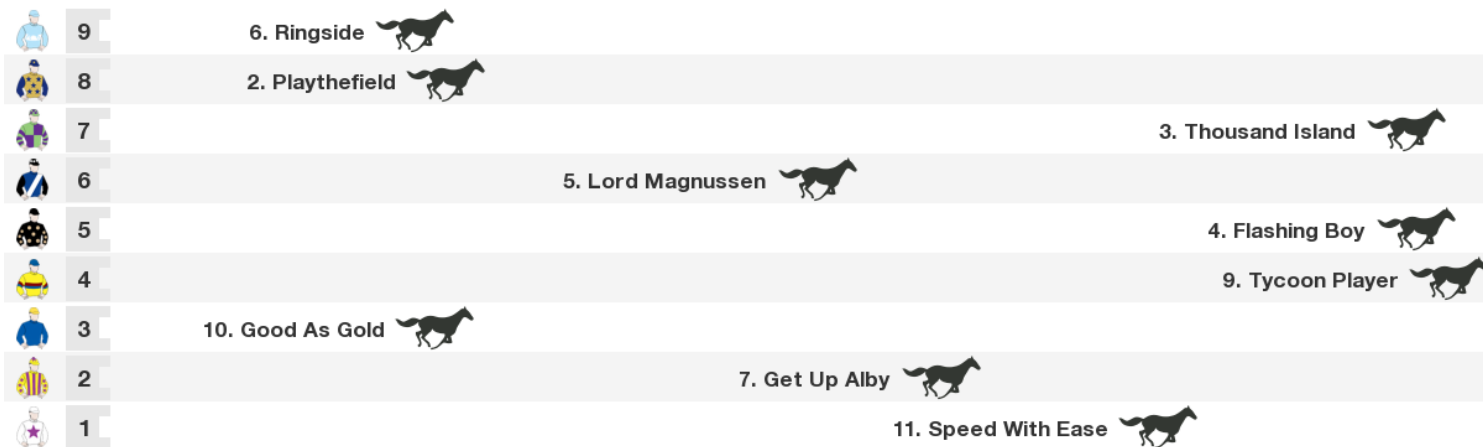 9 6. Ringside
8 2. Playthefield
7 3. Thousand Island
6 5. Lord Magnussen
5 4. Flashing Boy
4 9. Tycoon Player
3 10. Good As Gold
2 7. Get Up Alby
1 11. Speed With Ease